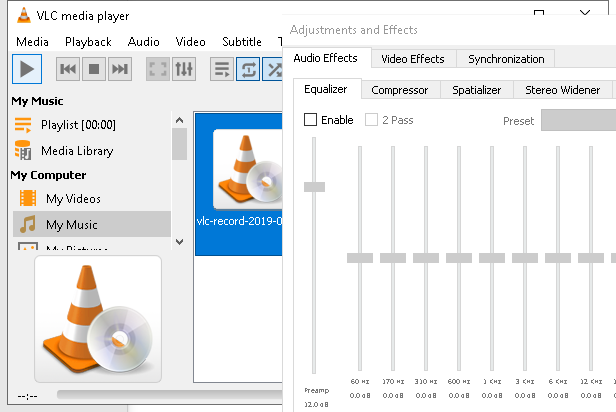 VLC media player
Media Playback Audio Video Subtitle T
My Music
Playlist [00:00]
Media Library
My Computer
My Videos
My Music
My Pictures
vlc-record-2019-0
--:--
Adjustments and Effects
Audio Effects Video Effects Synchronization
Equalizer Compressor Spatializer Stereo Widener
Enable 2 Pass Preset
60 Hz 170 Hz 310 Hz 600 Hz 1 KHz 3 KHz 6 KHz 12 KHz
Preamp 0.0 dB 0.0 dB 0.0 dB 0.0 dB 0.0 dB 0.0 dB 0.0 dB 0.0 dB
12.0 dB